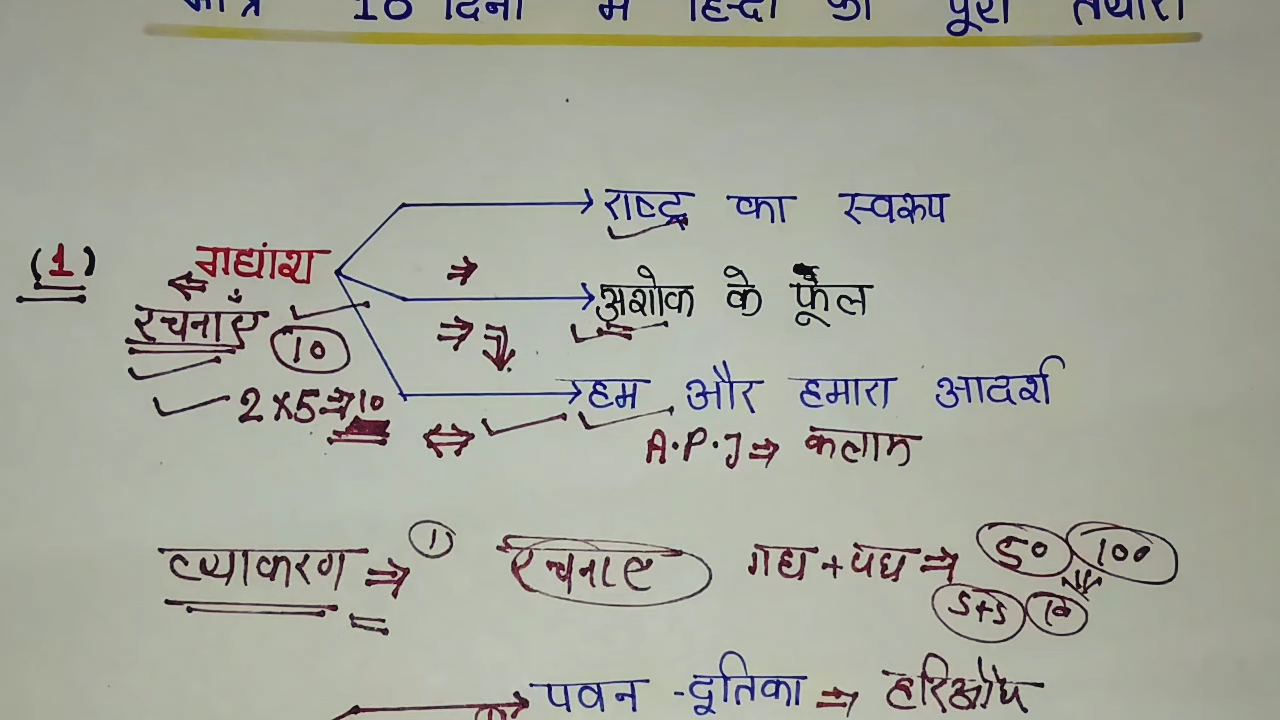 मात्र 10 दिनों में हिन्दी की पूरी तैयारी
राष्ट्र का स्वरूप
(1) गद्यांश
रचनाएँ
अशोक के फूल
10
2×5⇒10
हम और हमारा आदर्श
A.P.J ⇒ कलाम
व्याकरण ⇒ 1 रचनाए गद्य + पद्य ⇒ 50 100
5+5 10
पवन - दूतिका ⇒ हरिऔध